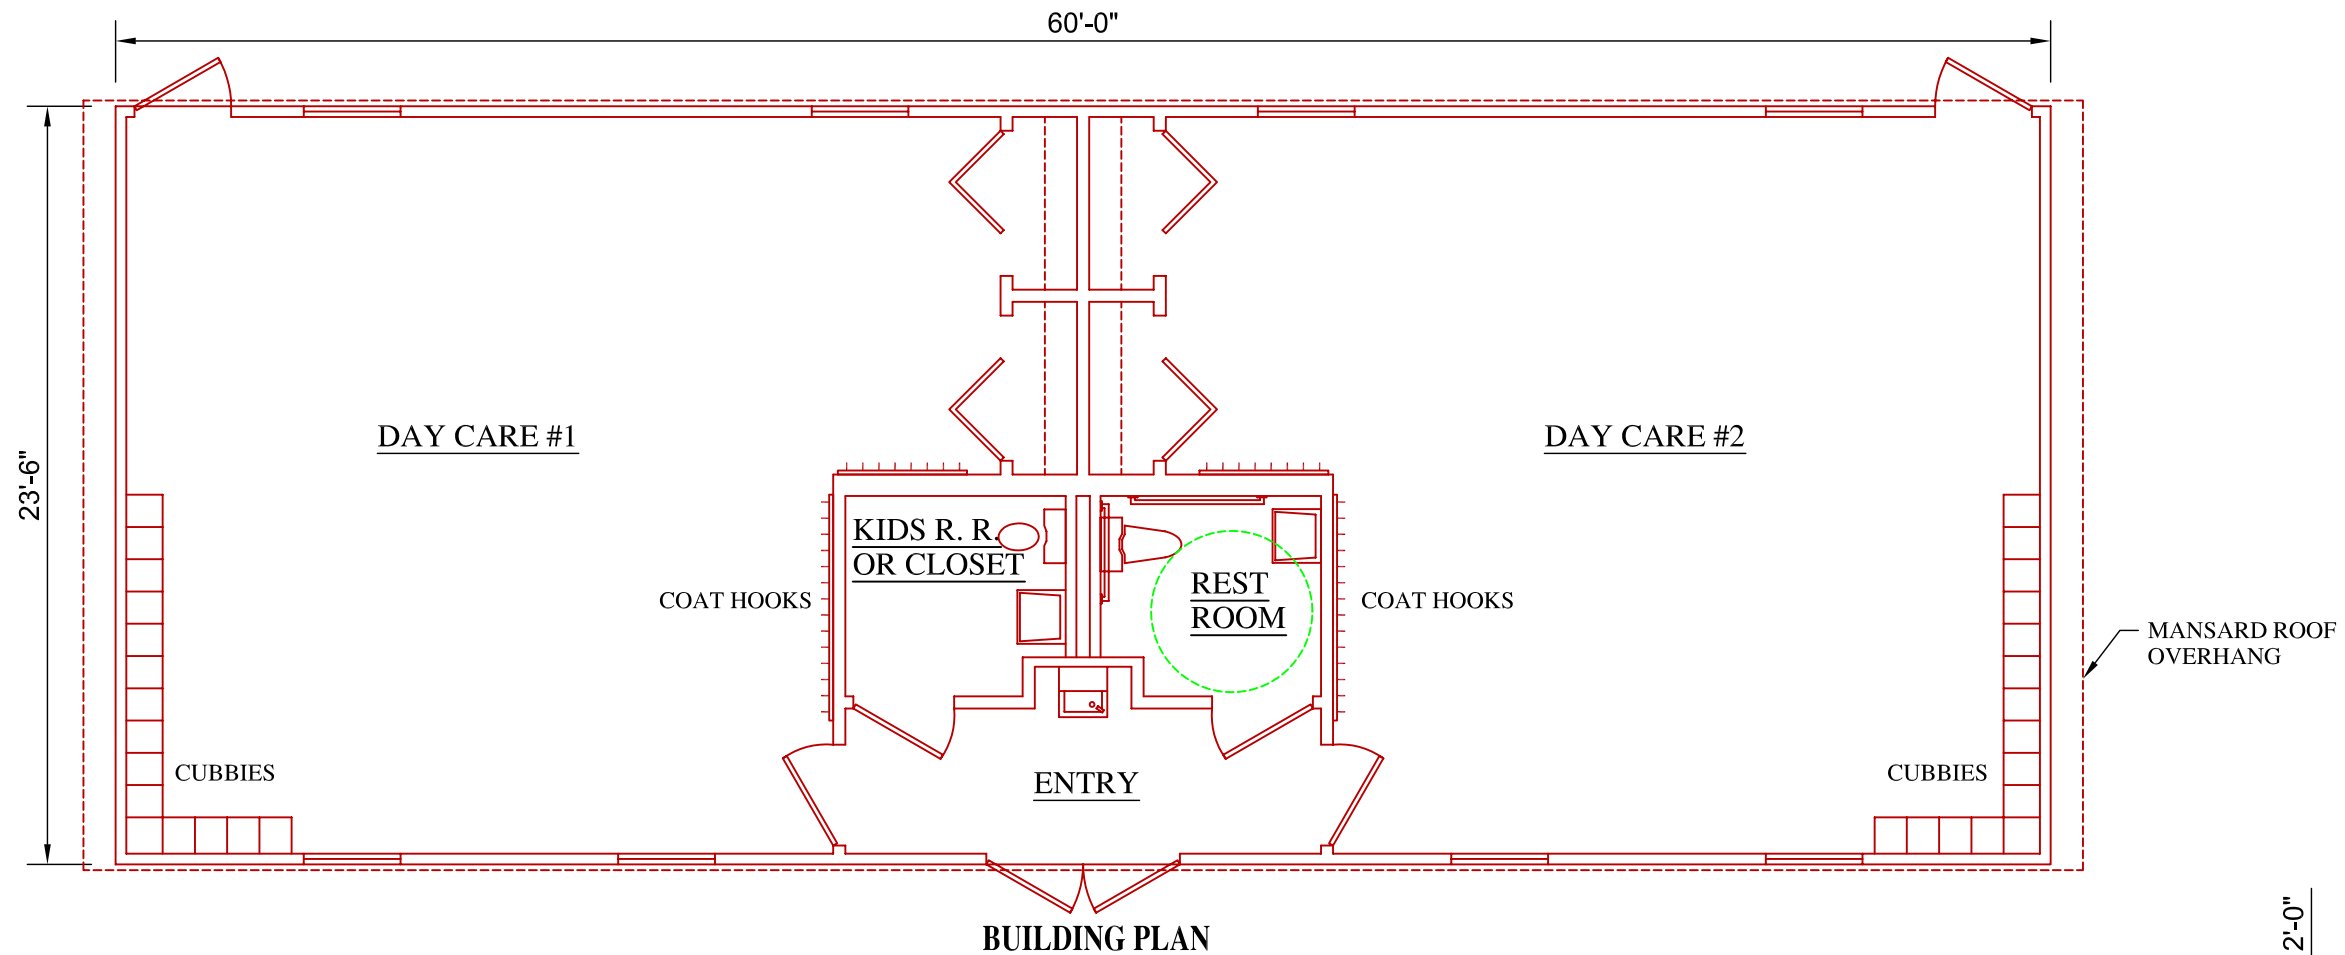 60'-0"
23'-6"
DAY CARE #1
DAY CARE #2
KIDS R. R.
OR CLOSET
REST
ROOM
COAT HOOKS
COAT HOOKS
MANSARD ROOF
OVERHANG
CUBBIES
ENTRY
CUBBIES
BUILDING PLAN
2'-0"